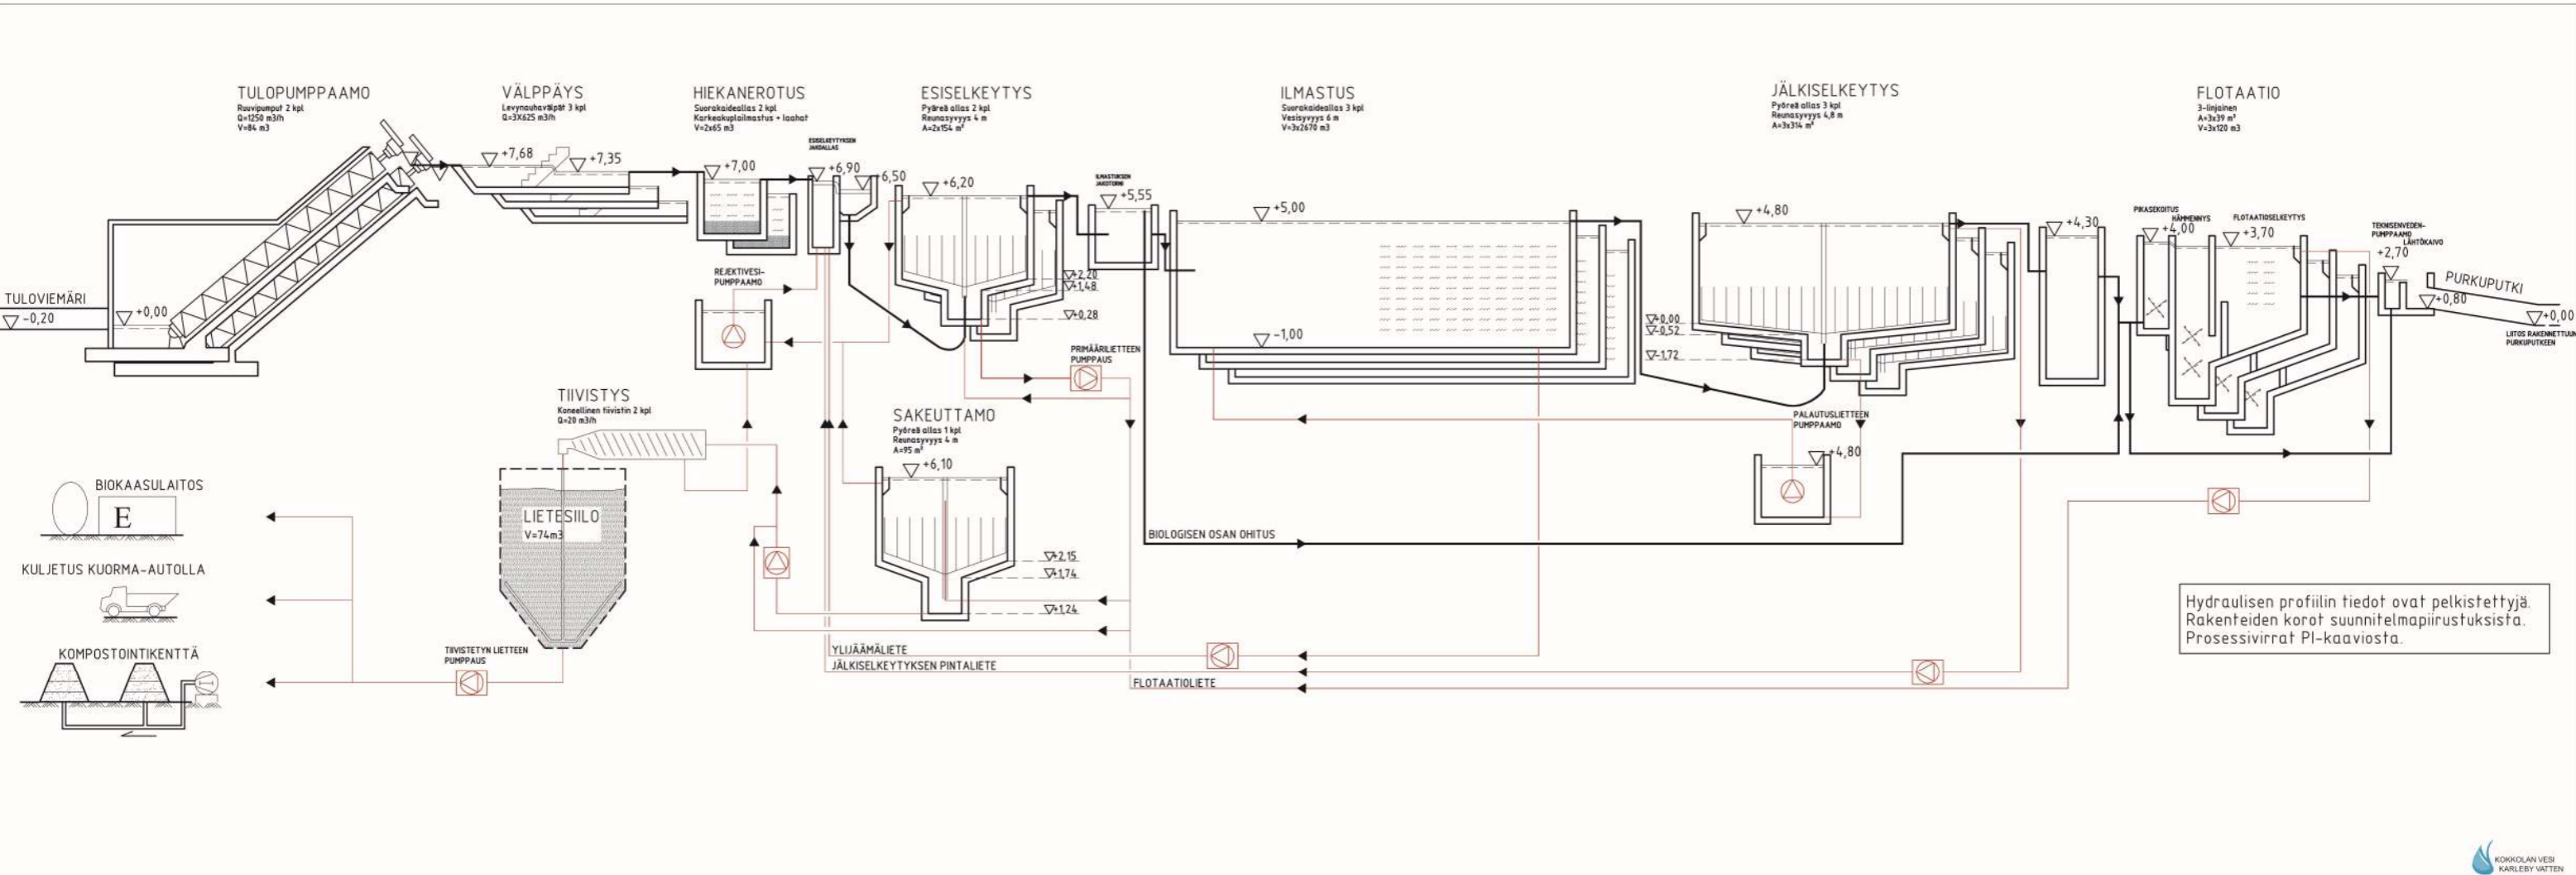 TULOPUMPPAAMO
Ruuvipumput 2 kpl
Q=1250 m3/h
V=84 m3
VÄLPPÄYS
Levynauhavälpät 3 kpl
Q=3X625 m3/h
HIEKANEROTUS
Suorakaideallas 2 kpl
Karkeakuplailmastus + laahat
V=2x65 m3
ESISELKEYTYKSEN
JAKOALLAS
ESISELKEYTYS
Pyöreä allas 2 kpl
Reunasyvyys 4 m
A=2x154 m²
ILMASTUKSEN
JAKOTORNI
ILMASTUS
Suorakaideallas 3 kpl
Vesisyvyys 6 m
V=3x2670 m3
JÄLKISELKEYTYS
Pyöreä allas 3 kpl
Reunasyvyys 4,8 m
A=3x314 m²
FLOTAATIO
3-linjainen
A=3x39 m²
V=3x120 m3
PIKASEKOITUS
HÄMMENNYS
FLOTAATIOSELKEYTYS
TEKNISENVEDEN-
PUMPPAAMO
LÄHTÖKAIVO
+7,68
+7,35
+7,00
+6,90
+6,50
+6,20
+5,55
+5,00
+4,80
+4,30
+4,00
+3,70
+2,70
PURKUPUTKI
+0,80
+0,00
LIITOS RAKENNETTUUN
PURKUPUTKEEN
TULOVIEMÄRI
-0,20
+0,00
REJEKTIVESI-
PUMPPAAMO
+2,20
+1,48
+0,28
-1,00
+0,00
-0,52
-1,72
PRIMÄÄRILIETTEEN
PUMPPAUS
TIIVISTYS
Koneellinen tiivistin 2 kpl
Q=20 m3/h
SAKEUTTAMO
Pyöreä allas 1 kpl
Reunasyvyys 4 m
A=95 m²
+6,10
PALAUTUSLIETTEEN
PUMPPAAMO
+4,80
BIOKAASULAITOS
E
LIETESIILO
V=74m3
BIOLOGISEN OSAN OHITUS
+2,15
+1,74
+1,24
KULJETUS KUORMA-AUTOLLA
Hydraulisen profiilin tiedot ovat pelkistettyjä.
Rakenteiden korot suunnitelmapiirustuksista.
Prosessivirrat PI-kaaviosta.
KOMPOSTOINTIKENTTÄ
TIIVISTETYN LIETTEEN
PUMPPAUS
YLIJÄÄMÄLIETE
JÄLKISELKEYTYKSEN PINTALIETE
FLOTAATIOLIETE
KOKKOLAN VESI
KARLEBY VATTEN